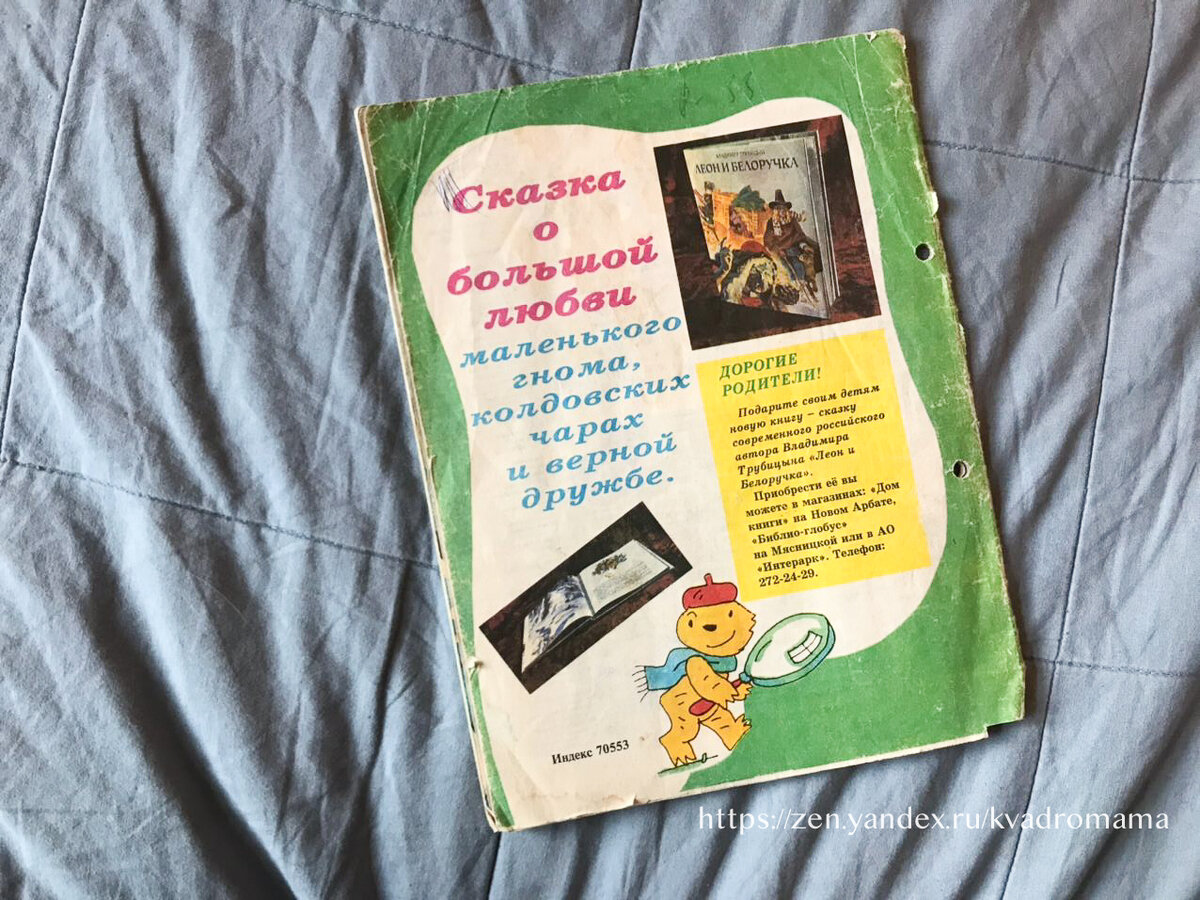 Сказка
о
большой
любви
маленького
гнома,
колдовских
чарах
и верной
дружбе.
ЛЕОН И БЕЛОРУЧКА
ДОРОГИЕ
РОДИТЕЛИ!
Подарите своим детям
новую книгу – сказку
современного российского
автора Владимира
Трубицына «Леон и
Белоручка».
Приобрести её вы
можете в магазинах: «Дом
книги» на Новом Арбате,
«Библио-глобус»
на Мясницкой или в АО
«Интерарк». Телефон:
272-24-29.
Индекс 70553
https://zen.yandex.ru/kvadromama